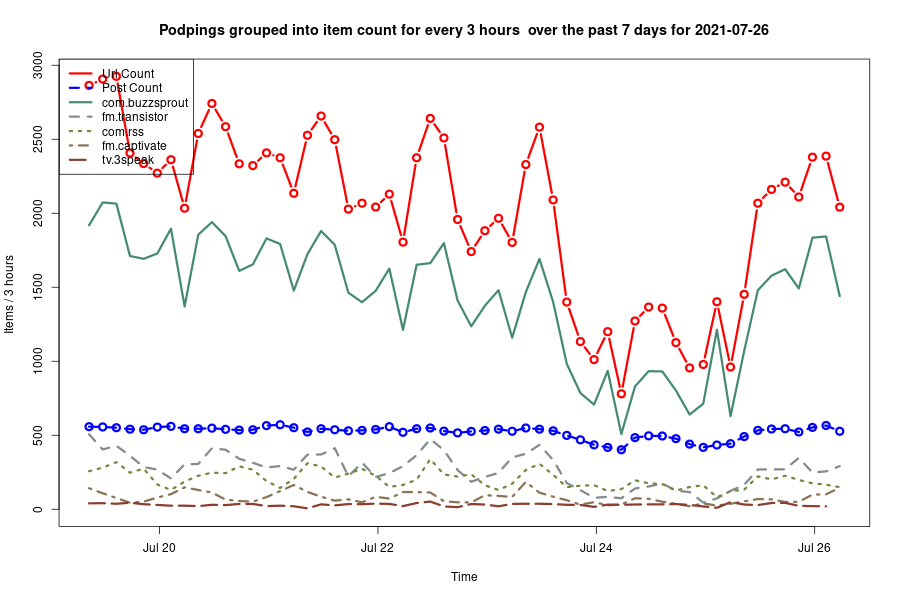 Podpings grouped into item count for every 3 hours  over the past 7 days for 2021-07-26
Items / 3 hours
3000
2500
2000
1500
1000
500
0
Url Count
Post Count
com.buzzsprout
fm.transistor
com.rss
fm.captivate
tv.3speak
Jul 20
Jul 22
Jul 24
Jul 26
Time